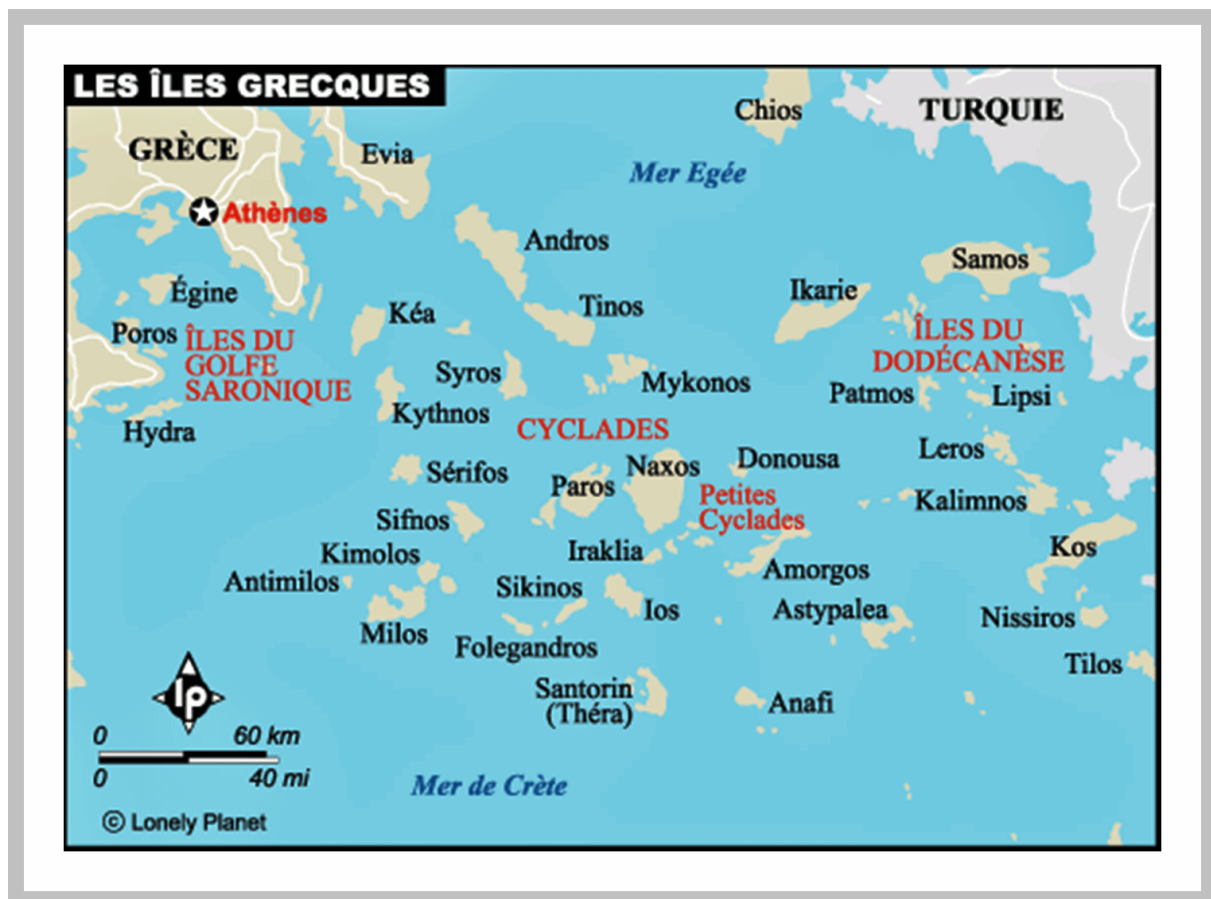 LES ÎLES GRECQUES
Chios
TURQUIE
GRÈCE
Evia
Mer Egée
Athènes
Andros
Samos
Égine
Ikarie
Tinos
Kéa
Poros
ÎLES DU
GOLFE
SARONIQUE
ÎLES DU
DODÉCANÈSE
Syros
Mykonos
Patmos
Lipsi
Kythnos
Hydra
CYCLADES
Leros
Donousa
Naxos
Sérifos
Paros
Petites
Cyclades
Kalimnos
Sifnos
Kos
Iraklia
Kimolos
Amorgos
Antimilos
Sikinos
Ios
Astypalea
Nissiros
Milos
Folegandros
Tilos
Santorin
(Théra)
Anafi
lp
0 60 km
0 40 mi
Mer de Crète
© Lonely Planet